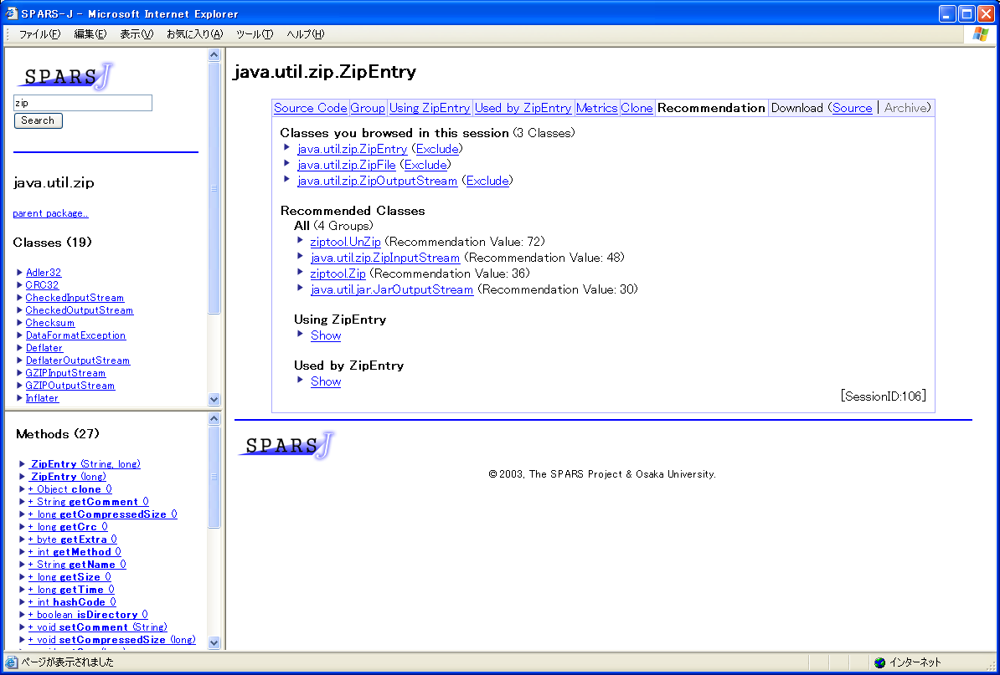 SPARS-J - Microsoft Internet Explorer
ファイル(F) 編集(E) 表示(V) お気に入り(A) ツール(T) ヘルプ(H)
SPARS J
zip
Search
java.util.zip
parent package..
Classes (19)
Adler32
CRC32
CheckedInputStream
CheckedOutputStream
Checksum
DataFormatException
Deflater
DeflaterOutputStream
GZIPInputStream
GZIPOutputStream
Inflater
Methods (27)
ZipEntry (String, long)
ZipEntry (long)
+ Object clone ()
+ String getComment ()
+ long getCompressedSize ()
+ long getCrc ()
+ byte getExtra ()
+ int getMethod ()
+ String getName ()
+ long getSize ()
+ long getTime ()
+ int hashCode ()
+ boolean isDirectory ()
+ void setComment (String)
+ void setCompressedSize (long)
java.util.zip.ZipEntry
Source Code Group Using ZipEntry Used by ZipEntry Metrics Clone Recommendation Download (Source | Archive)
Classes you browsed in this session (3 Classes)
java.util.zip.ZipEntry (Exclude)
java.util.zip.ZipFile (Exclude)
java.util.zip.ZipOutputStream (Exclude)
Recommended Classes
All (4 Groups)
ziptool.UnZip (Recommendation Value: 72)
java.util.zip.ZipInputStream (Recommendation Value: 48)
ziptool.Zip (Recommendation Value: 36)
java.util.jar.JarOutputStream (Recommendation Value: 30)
Using ZipEntry
Show
Used by ZipEntry
Show
[SessionID:106]
SPARS J
©2003, The SPARS Project & Osaka University.
ページが表示されました
インターネット